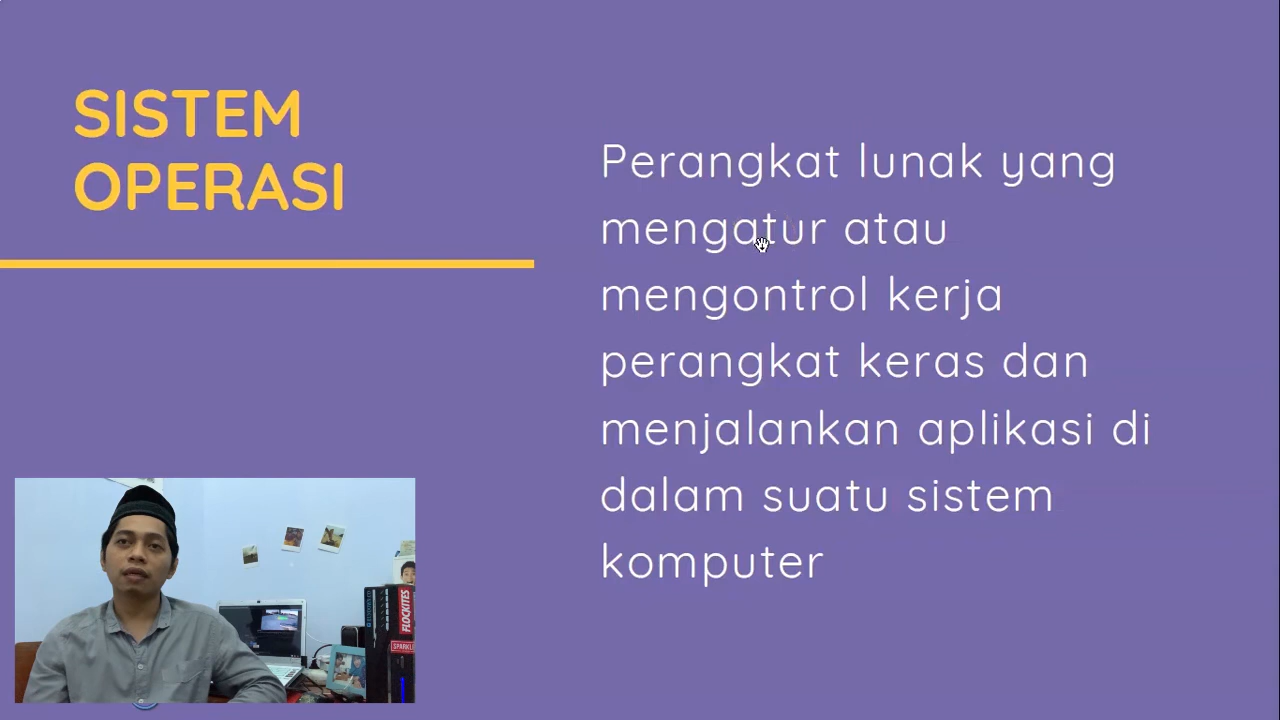 SISTEM
OPERASI
Perangkat lunak yang
mengatur atau
mengontrol kerja
perangkat keras dan
menjalankan aplikasi di
dalam suatu sistem
komputer
FLOCKITES